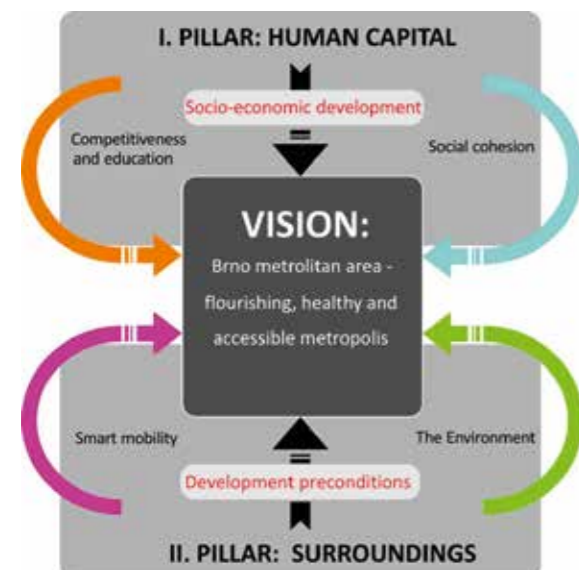 I. PILLAR: HUMAN CAPITAL
Socio-economic development
Competitiveness
and education
Social cohesion
VISION:
Brno metrolitan area -
flourishing, healthy and
accessible metropolis
Smart mobility
The Environment
Development preconditions
II. PILLAR: SURROUNDINGS